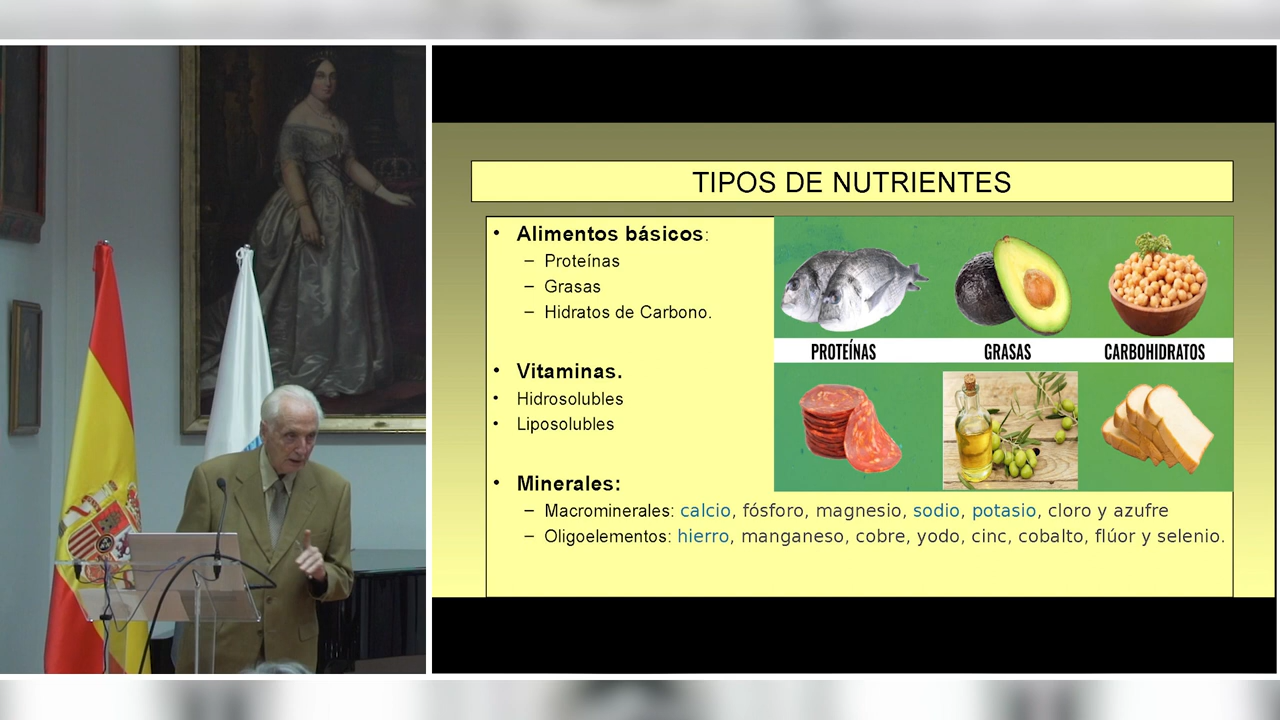 TIPOS DE NUTRIENTES
• Alimentos básicos:
– Proteínas
– Grasas
– Hidratos de Carbono.
• Vitaminas.
• Hidrosolubles
• Liposolubles
• Minerales:
– Macrominerales: calcio, fósforo, magnesio, sodio, potasio, cloro y azufre
– Oligoelementos: hierro, manganeso, cobre, yodo, cinc, cobalto, flúor y selenio.
PROTEÍNAS GRASAS CARBOHIDRATOS